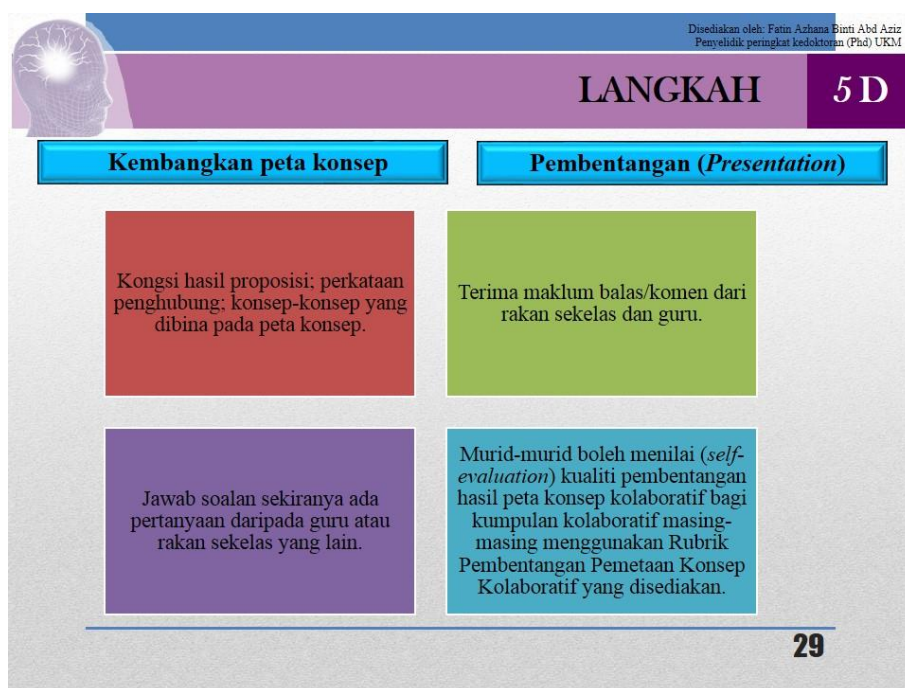 Disediakan oleh: Fatin Azhana Binti Abd Aziz
Penyelidik peringkat kedoktoran (Phd) UKM
LANGKAH
5 D
Kembangkan peta konsep
Pembentangan (Presentation)
Kongsi hasil proposisi; perkataan
penghubung; konsep-konsep yang
dibina pada peta konsep.
Terima maklum balas/komen dari
rakan sekelas dan guru.
Jawab soalan sekiranya ada
pertanyaan daripada guru atau
rakan sekelas yang lain.
Murid-murid boleh menilai (self-
evaluation) kualiti pembentangan
hasil peta konsep kolaboratif bagi
kumpulan kolaboratif masing-
masing menggunakan Rubrik
Pembentangan Pemetaan Konsep
Kolaboratif yang disediakan.
29